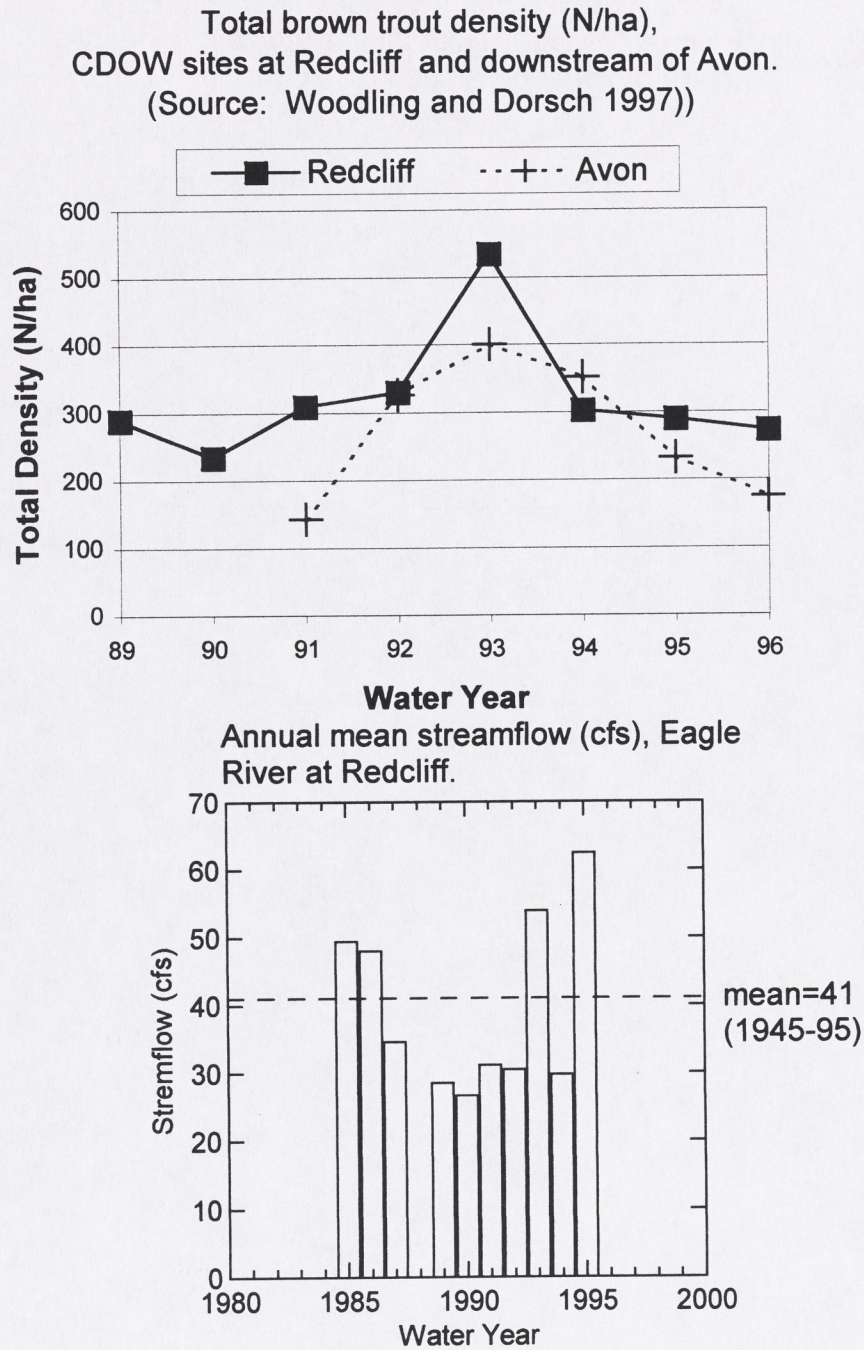 Total brown trout density (N/ha),
CDOW sites at Redcliff and downstream of Avon.
(Source: Woodling and Dorsch 1997))
Redcliff Avon
Total Density (N/ha)
600
500
400
300
200
100
0
89 90 91 92 93 94 95 96
Water Year
Annual mean streamflow (cfs), Eagle
River at Redcliff.
Stremflow (cfs)
70
60
50
40
30
20
10
0
mean=41
(1945-95)
1980 1985 1990 1995 2000
Water Year